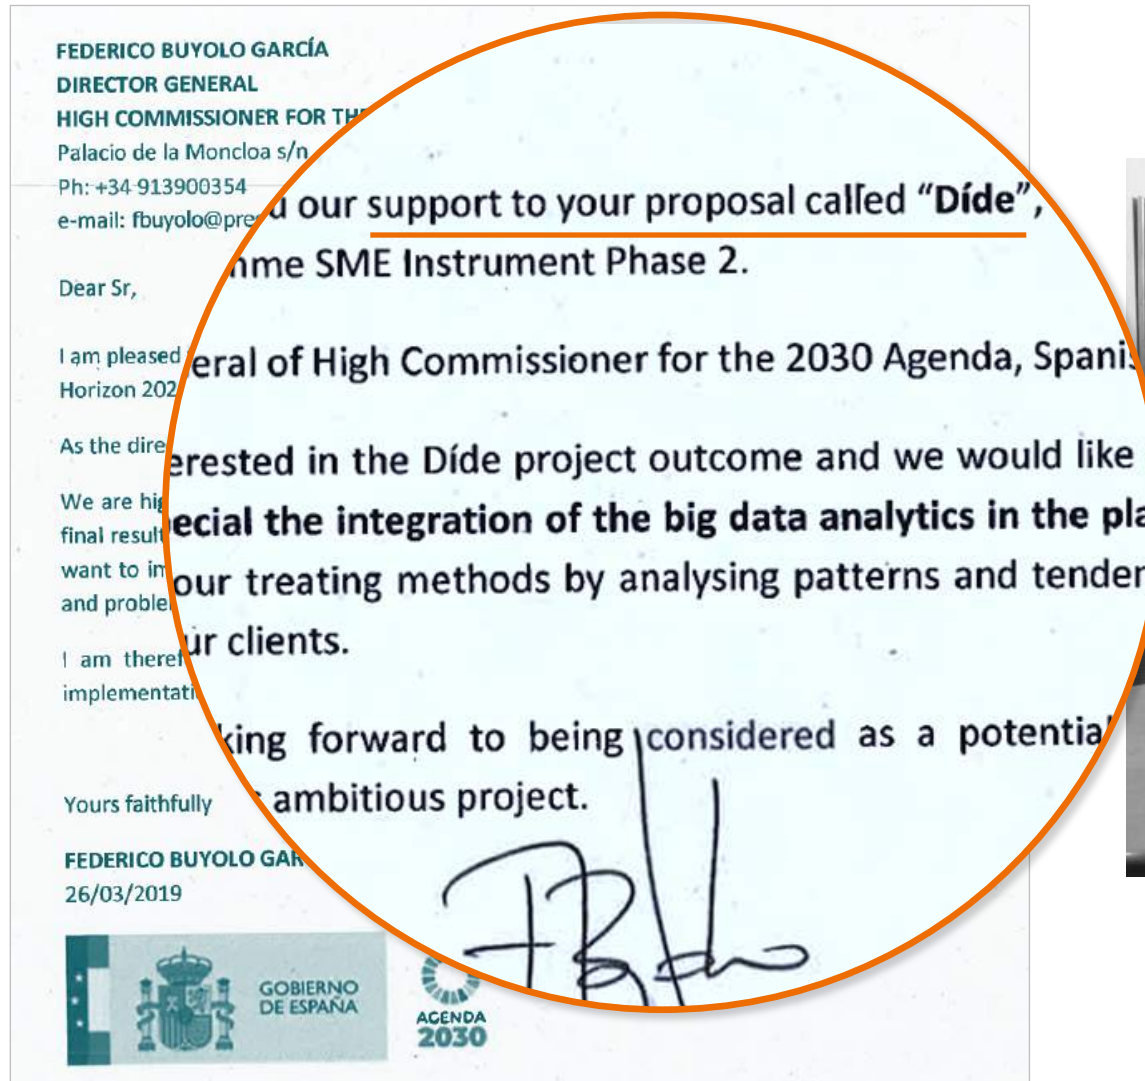 FEDERICO BUYOLO GARCÍA
DIRECTOR GENERAL
HIGH COMMISSIONER FOR
Palacio de la Moncloa s/n
Ph: +34 913900354
e-mail: fbuyolo@pre
Dear Sr,
I am pleased
Horizon 202
As the dire
We are hig
final result
want to im
and proble
I am theref
implementati
Yours faithfully
FEDERICO BUYOLO GAR
26/03/2019
GOBIERNO
DE ESPAÑA
AGENDA
2030
our support to your proposal called “Díde”,
mme SME Instrument Phase 2.
eral of High Commissioner for the 2030 Agenda, Spanis
erested in the Díde project outcome and we would like
ecial the integration of the big data analytics in the pla
our treating methods by analysing patterns and tenden
ur clients.
king forward to being considered as a potential
ambitious project.